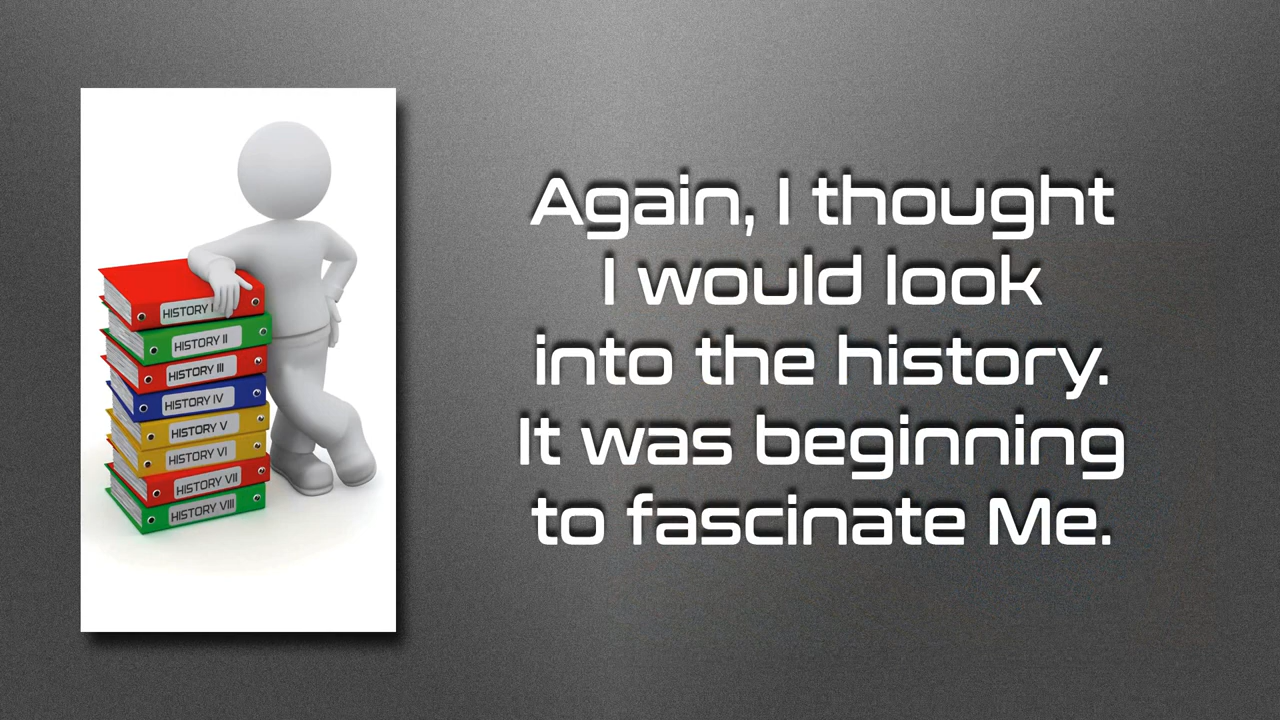 HISTORY I
HISTORY II
HISTORY III
HISTORY IV
HISTORY V
HISTORY VI
HISTORY VII
HISTORY VIII
Again, I thought
I would look
into the history.
It was beginning
to fascinate Me.